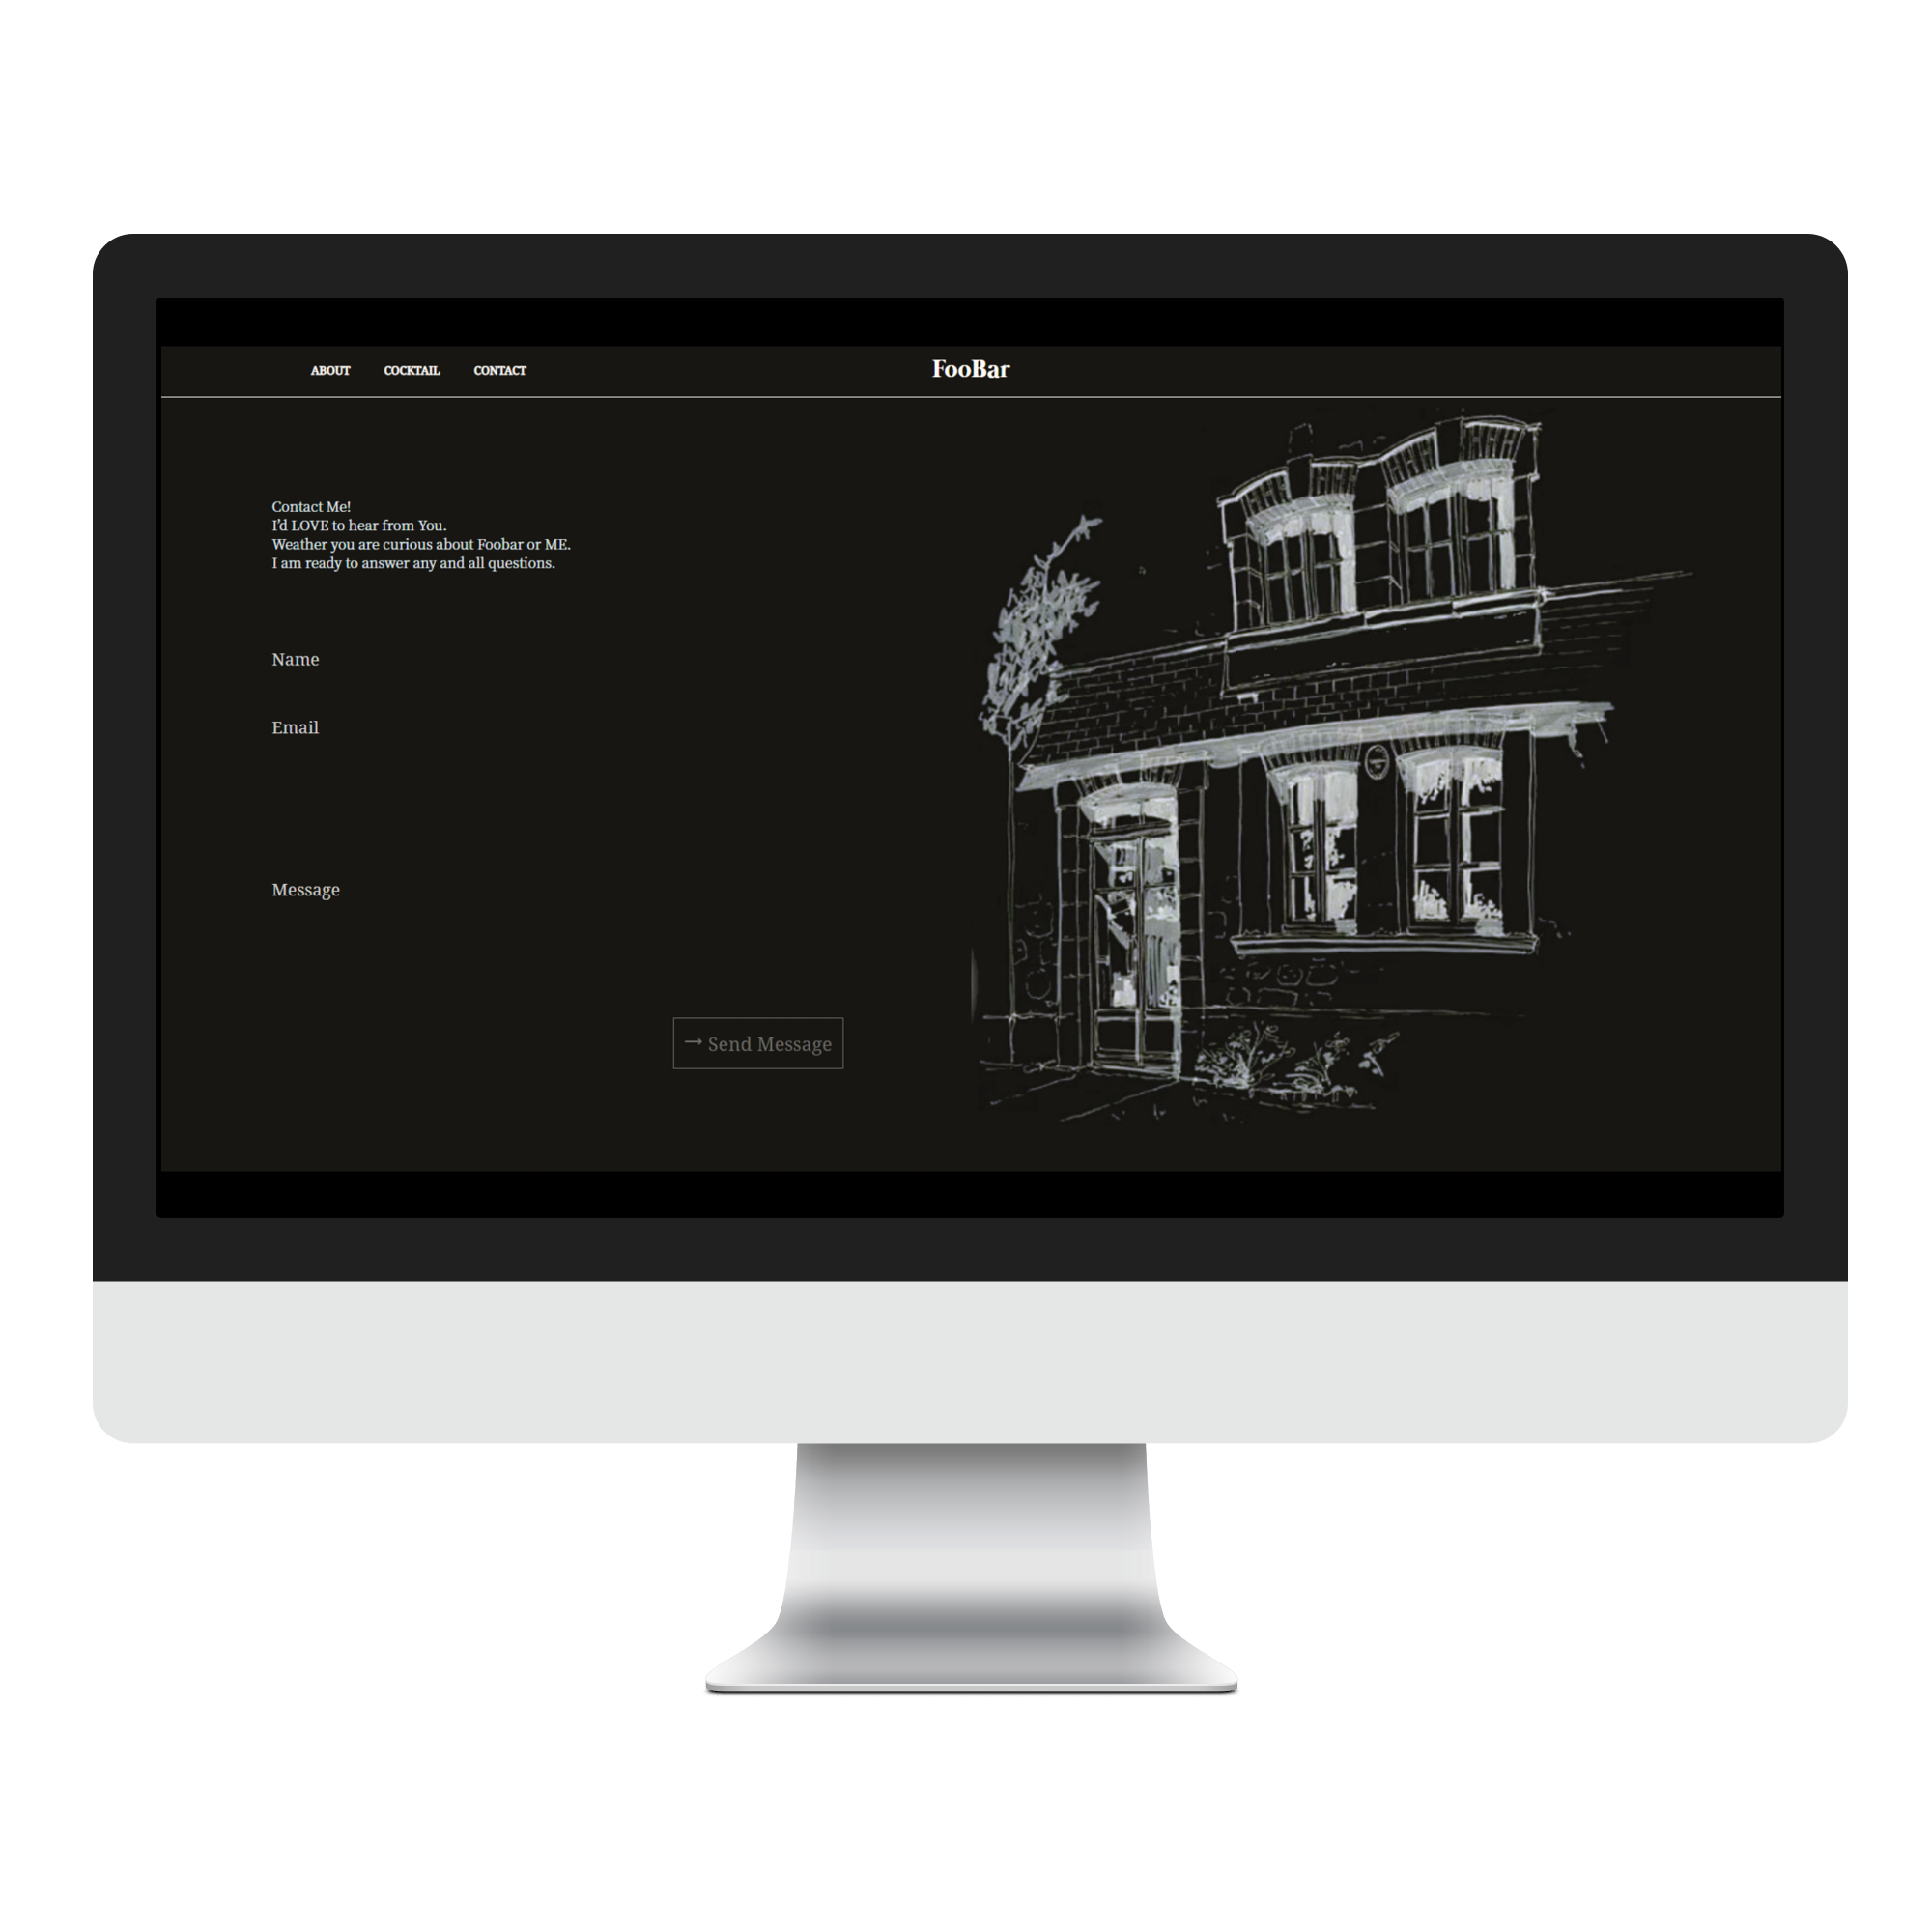 ABOUT COCKTAIL CONTACT FooBar
Contact Me!
I'd LOVE to hear from You.
Weather you are curious about Foobar or ME.
I am ready to answer any and all questions.
Name
Email
Message
→ Send Message